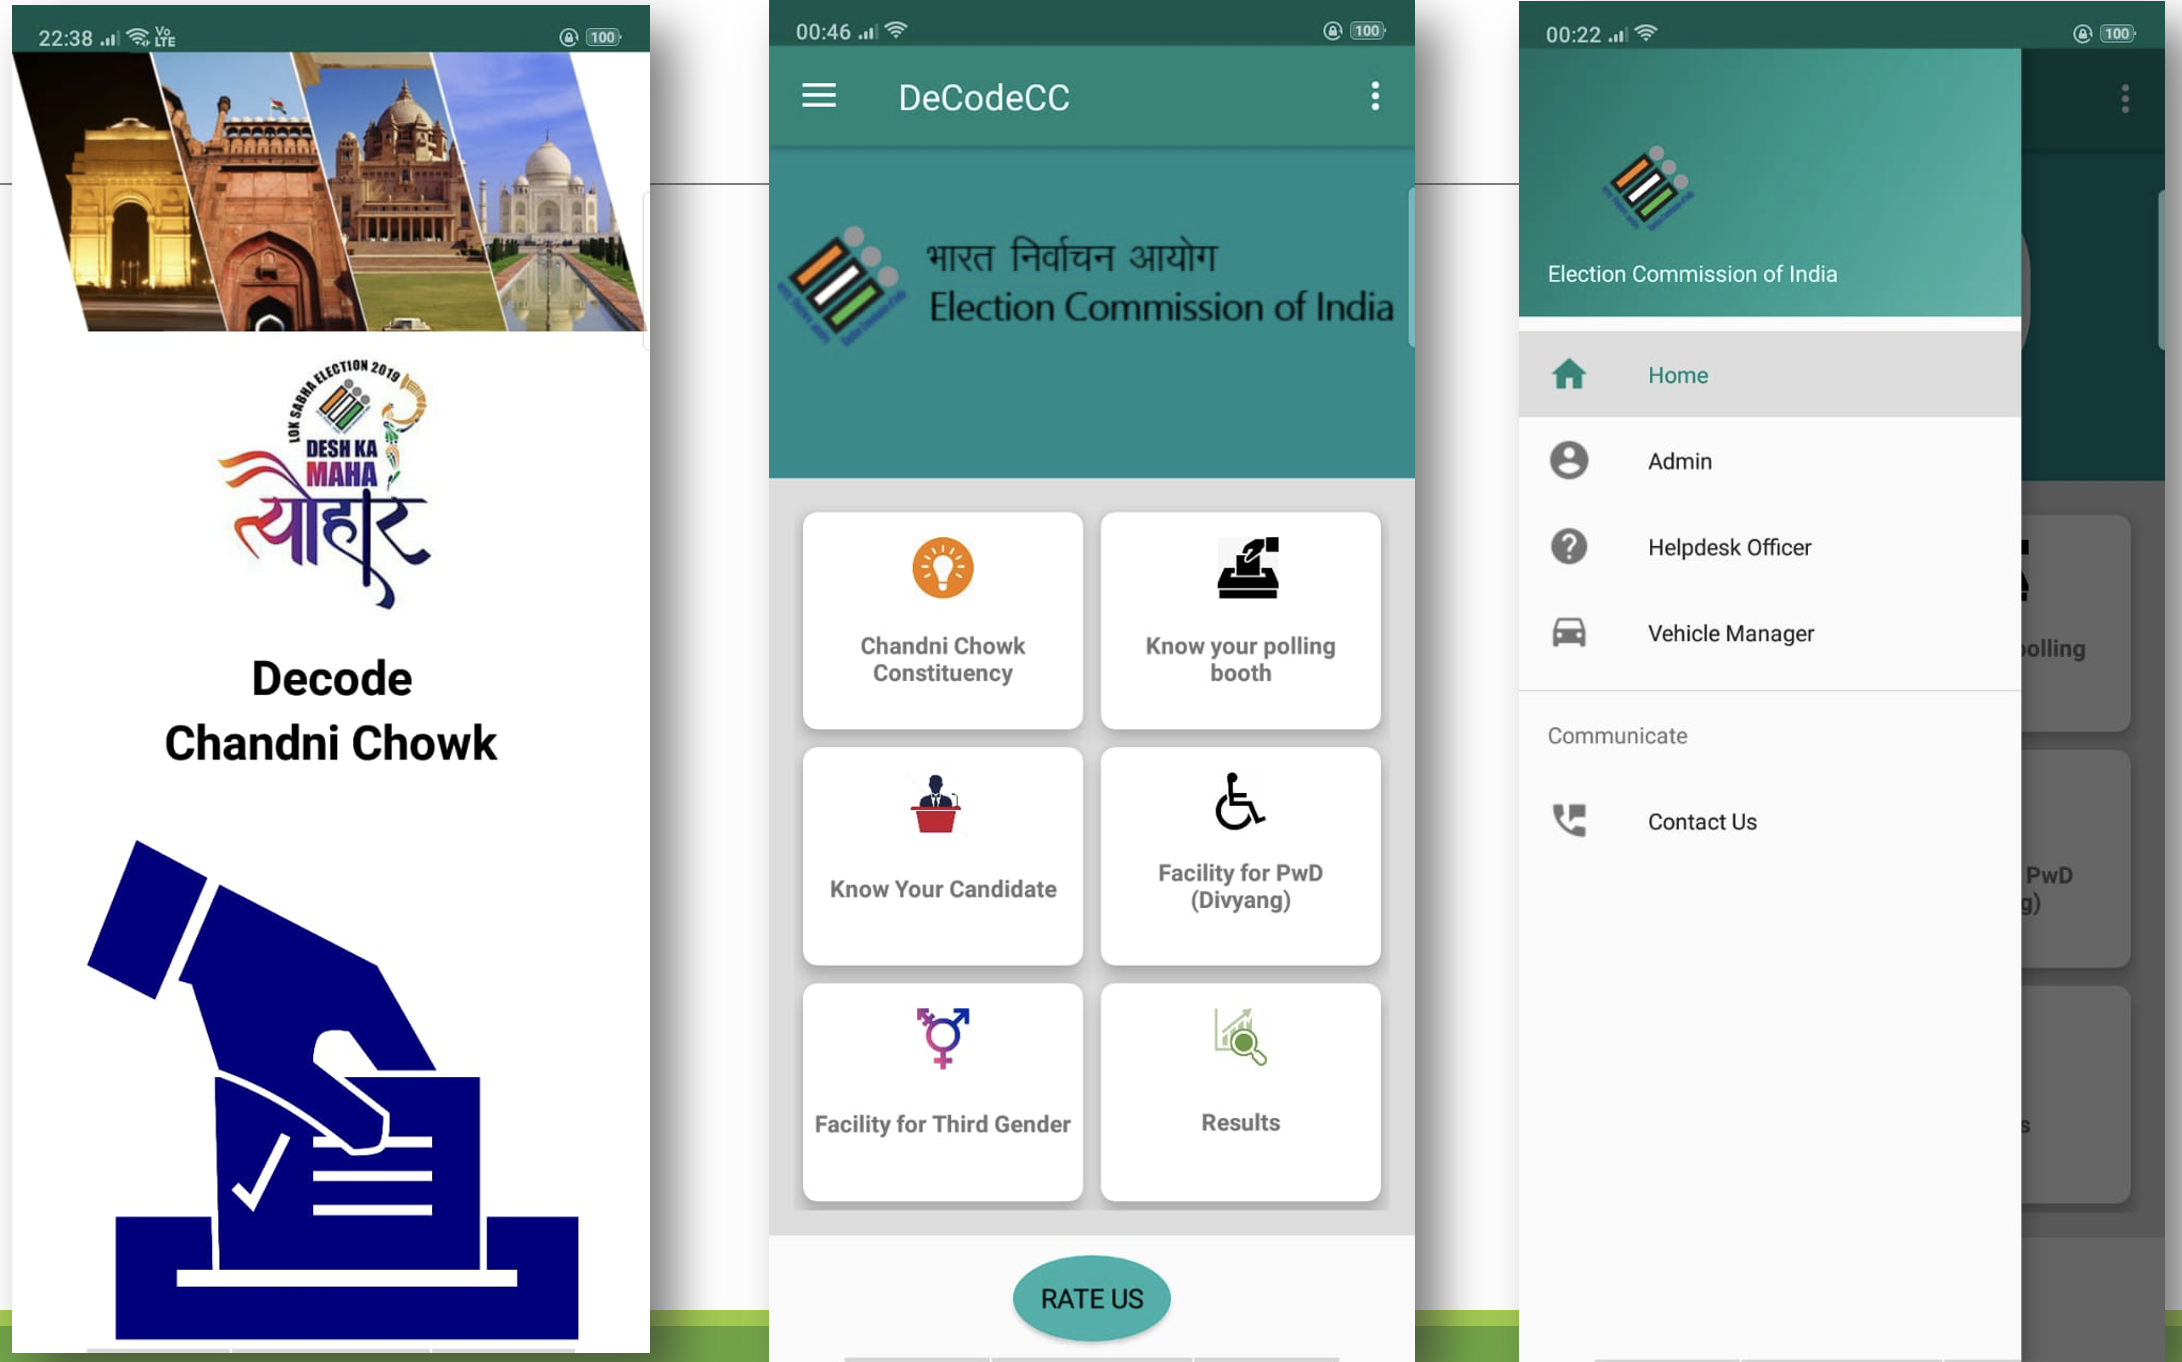 22:38
Vo
LTE
100
LOK SABHA ELECTION 2019
DESH KA
MAHA
त्यौहार
Decode
Chandni Chowk
00:46
100
DeCodeCC
भारत निर्वाचन आयोग
Election Commission of India
Chandni Chowk
Constituency
Know your polling
booth
Know Your Candidate
Facility for PwD
(Divyang)
Facility for Third Gender
Results
RATE US
00:22
100
Election Commission of India
Home
Admin
Helpdesk Officer
Vehicle Manager
Communicate
Contact Us
olling
PwD
g)
s